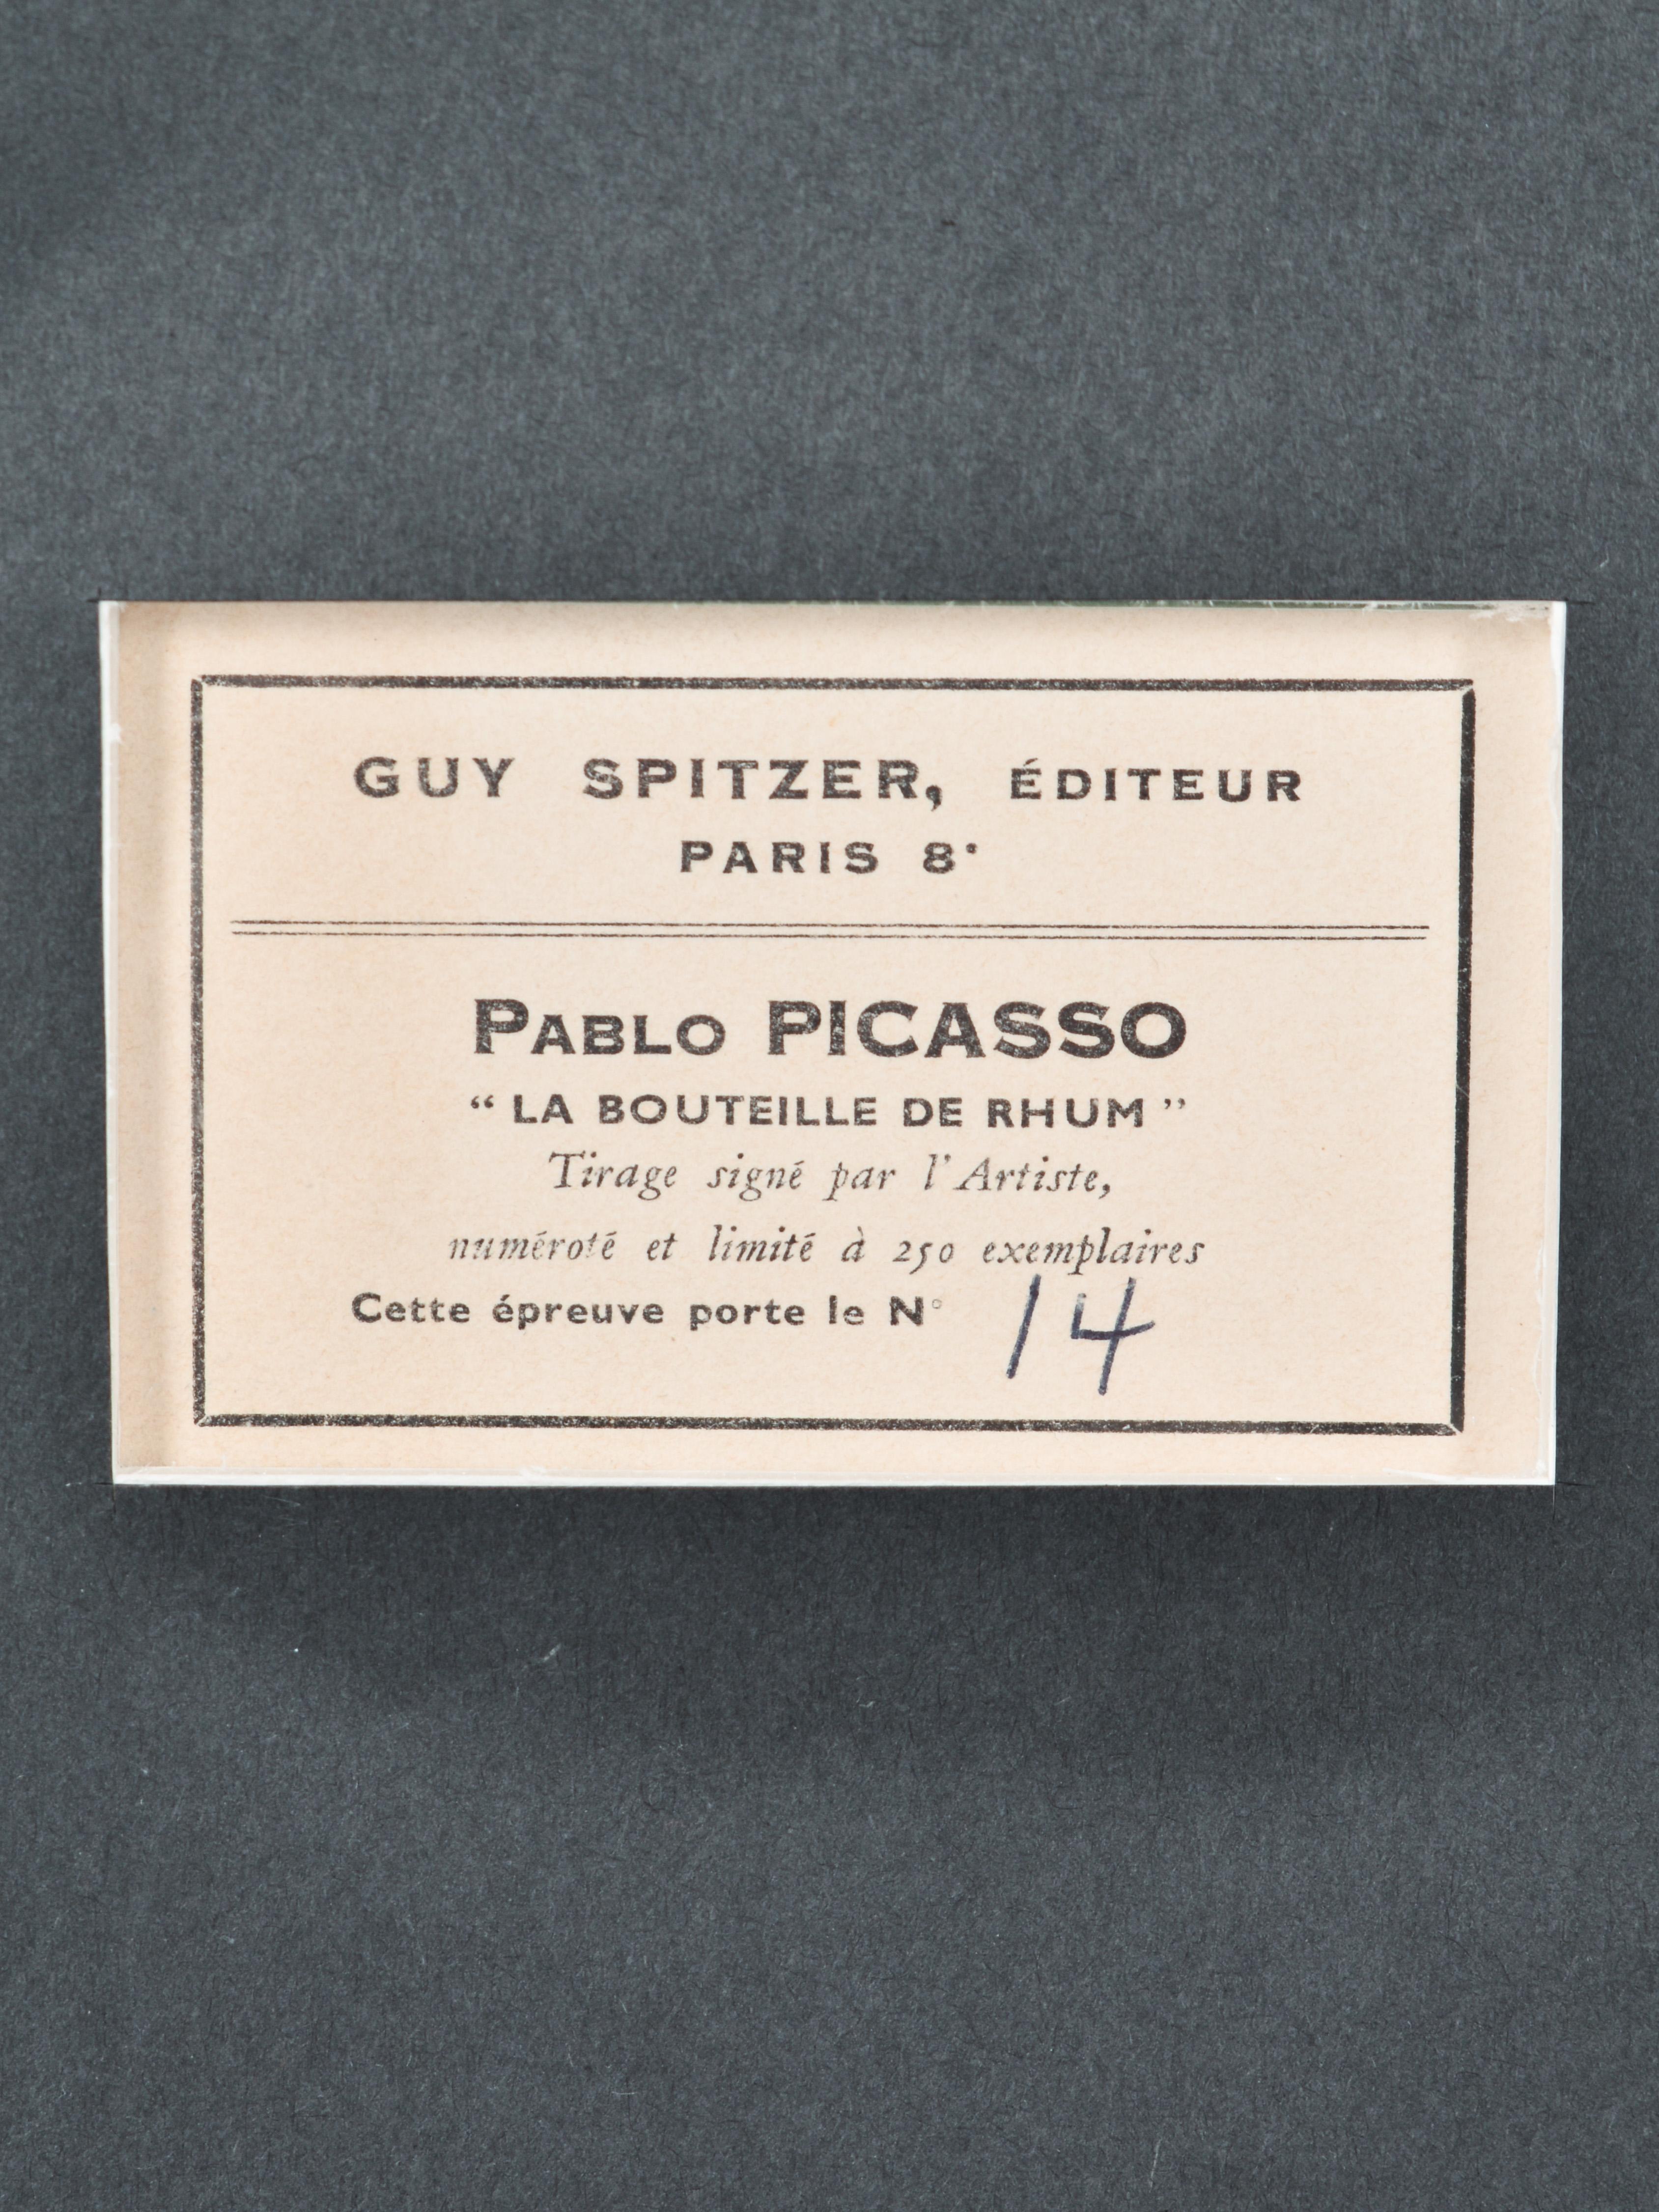 GUY SPITZER, ÉDITEUR
PARIS 8e
PABLO PICASSO
“ LA BOUTEILLE DE RHUM ”
Tirage signé par l'Artiste,
numéroté et limité à 250 exemplaires
Cette épreuve porte le N° 14